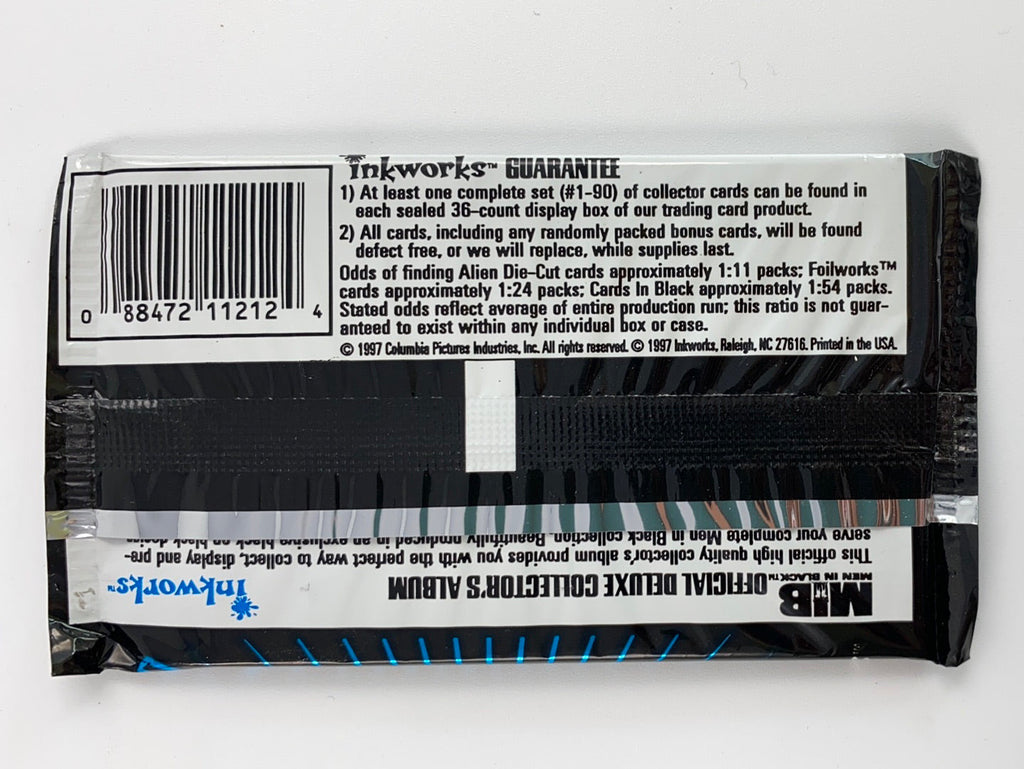 inkworks™ GUARANTEE
1) At least one complete set (#1-90) of collector cards can be found in
each sealed 36-count display box of our trading card product.
2) All cards, including any randomly packed bonus cards, will be found
defect free, or we will replace, while supplies last.
Odds of finding Alien Die-Cut cards approximately 1:11 packs; Foilworks™
cards approximately 1:24 packs; Cards In Black approximately 1:54 packs.
Stated odds reflect average of entire production run; this ratio is not guar-
anteed to exist within any individual box or case.
© 1997 Columbia Pictures Industries, Inc. All rights reserved. © 1997 Inkworks, Raleigh, NC 27616. Printed in the USA.
0 88472 11212 4
MIB
MEN IN BLACK™
OFFICIAL DELUXE COLLECTOR'S ALBUM
inkworks™
This official high quality collector's album provides you with the perfect way to collect, display and pre-
serve your complete Men in Black collection. Beautifully produced in an exclusive black on black design